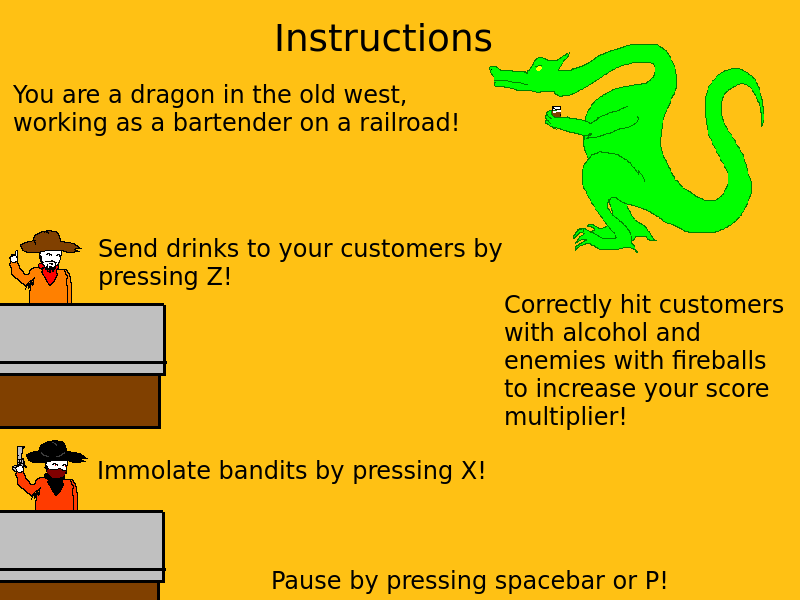 Instructions
You are a dragon in the old west,
working as a bartender on a railroad!
Send drinks to your customers by
pressing Z!
Correctly hit customers
with alcohol and
enemies with fireballs
to increase your score
multiplier!
Immolate bandits by pressing X!
Pause by pressing spacebar or P!